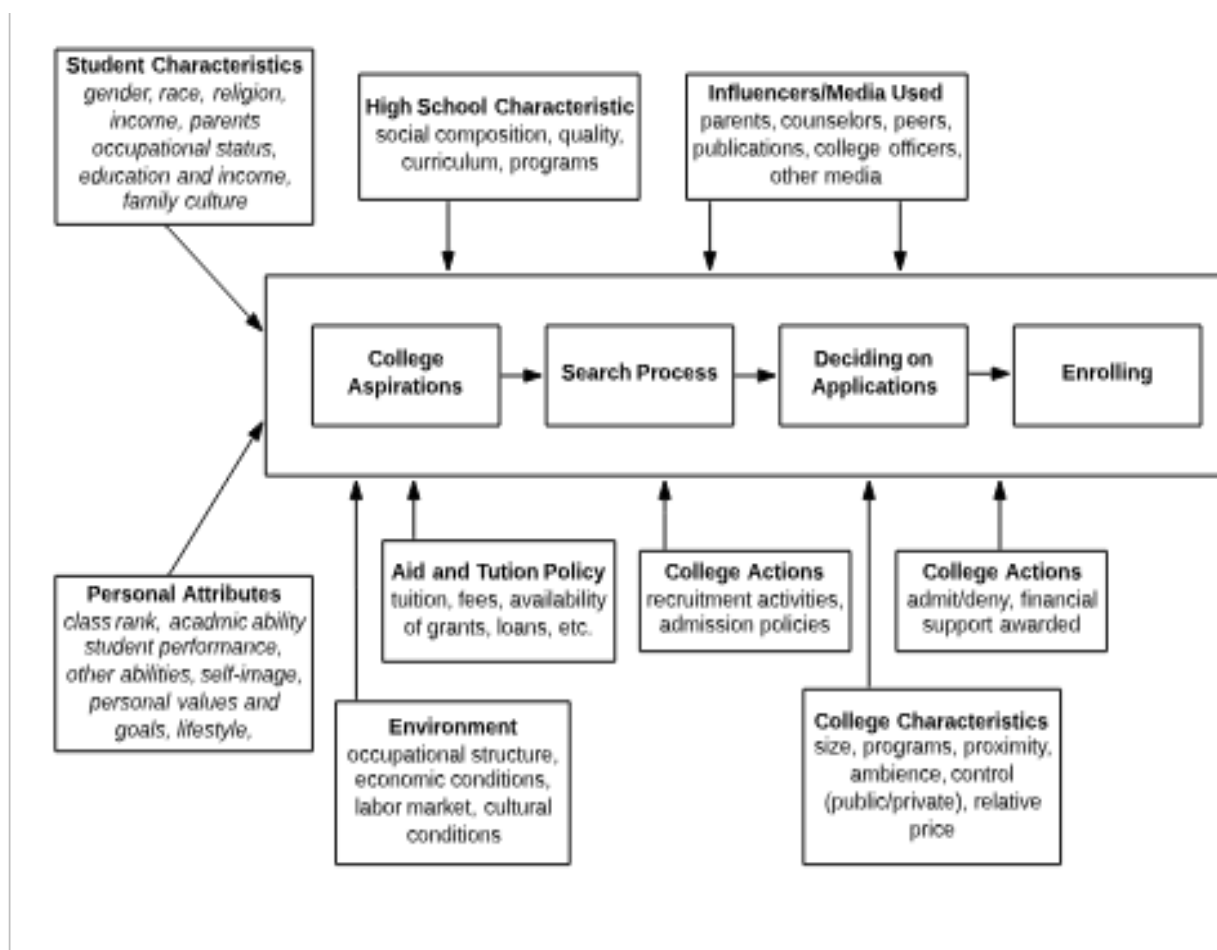 Student Characteristics
gender, race, religion,
income, parents
occupational status,
education and income,
family culture
High School Characteristic
social composition, quality,
curriculum, programs
Influencers/Media Used
parents, counselors, peers,
publications, college officers,
other media
College
Aspirations
Search Process
Deciding on
Applications
Enrolling
Personal Attributes
class rank, acadmic ability
student performance,
other abilities, self-image,
personal values and
goals, lifestyle,
Aid and Tution Policy
tuition, fees, availability
of grants, loans, etc.
College Actions
recruitment activities,
admission policies
College Actions
admit/deny, financial
support awarded
Environment
occupational structure,
economic conditions,
labor market, cultural
conditions
College Characteristics
size, programs, proximity,
ambience, control
(public/private), relative
price